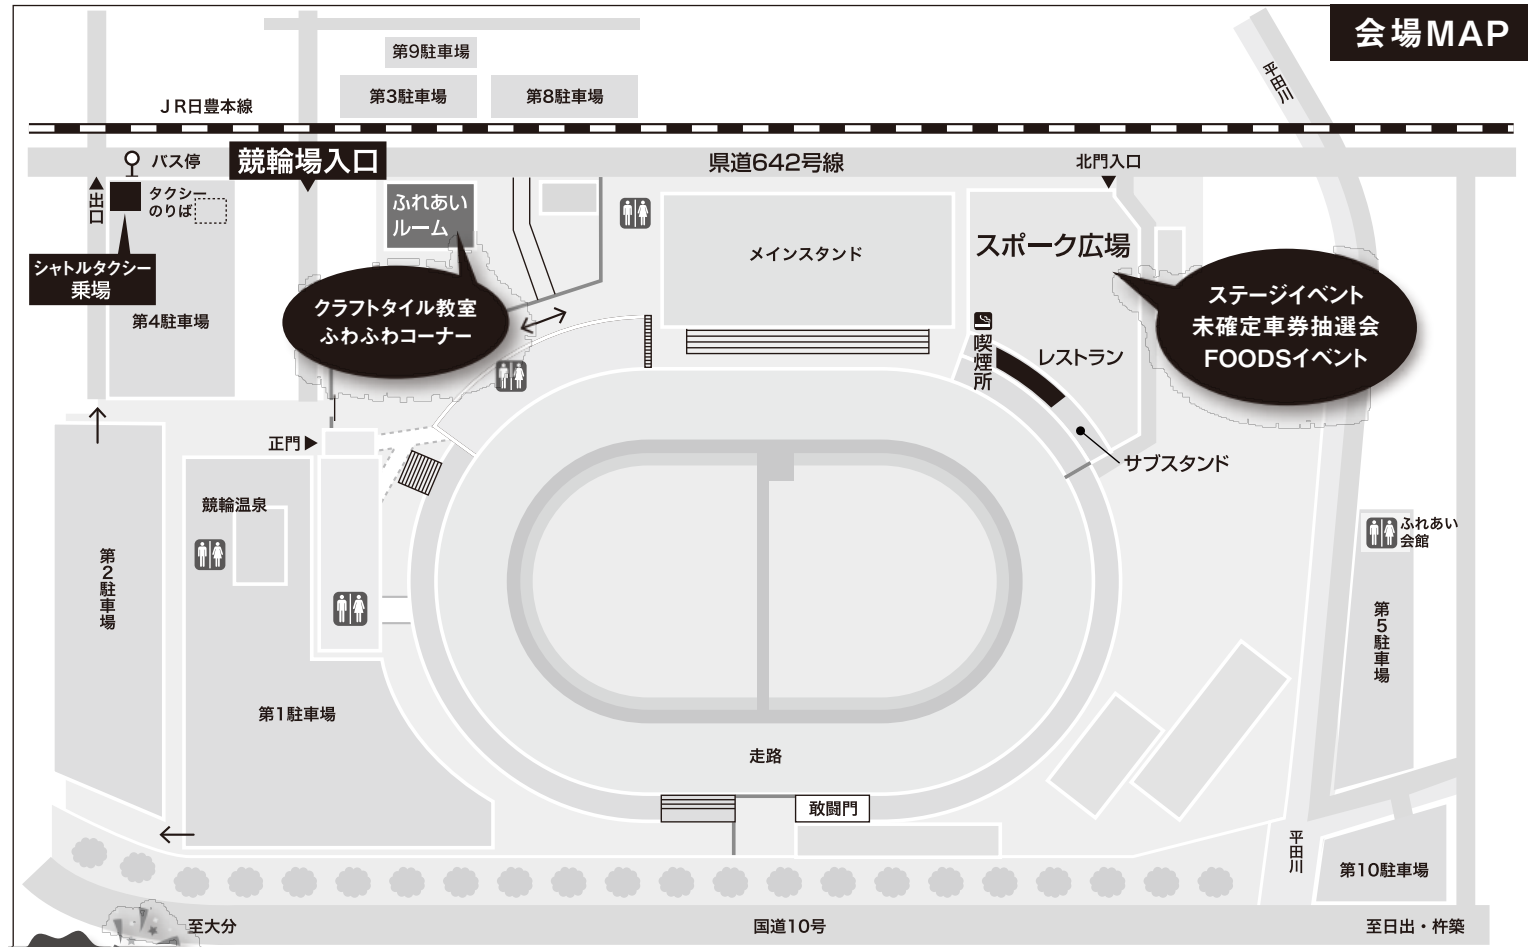 会場MAP
第9駐車場
第3駐車場
第8駐車場
平田川
JR日豊本線
バス停
競輪場入口
県道642号線
北門入口
出口
タクシー
のりば
ふれあい
ルーム
シャトルタクシー
乗場
メインスタンド
スポーク広場
クラフトタイル教室
ふわふわコーナー
ステージイベント
未確定車券抽選会
FOODSイベント
第4駐車場
喫煙所
レストラン
正門
サブスタンド
競輪温泉
ふれあい
会館
第2駐車場
第5駐車場
第1駐車場
走路
敢闘門
平田川
第10駐車場
至大分
国道10号
至日出・杵築